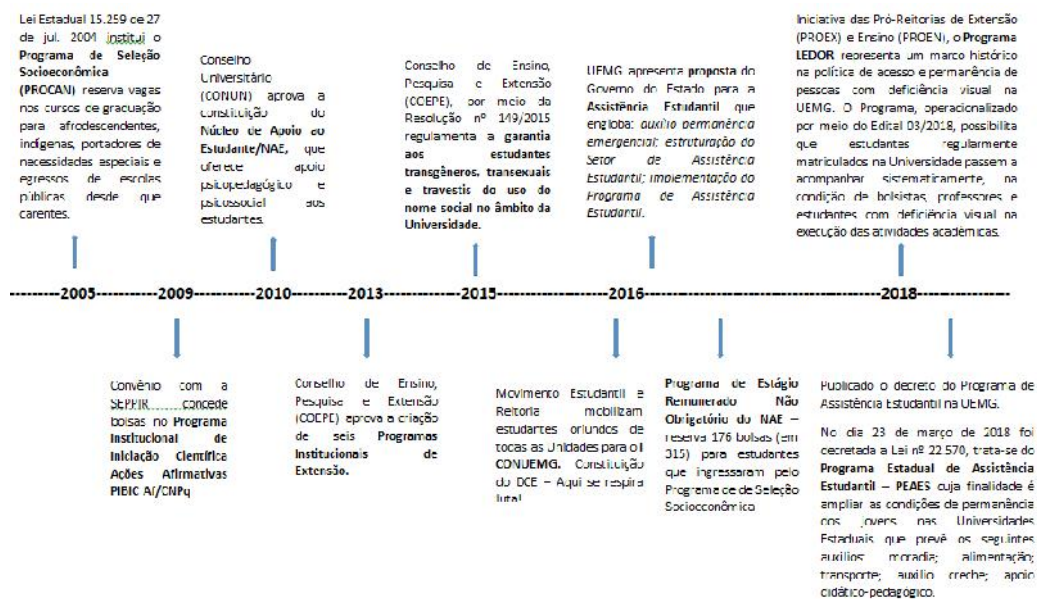 Lei Estadual 15.259 de 27
de jul. 2004 institui o
Programa de Seleção
Socioeconômica
(PROCAN) reserva vagas
nos cursos de graduação
para afrodescendentes,
indígenas, portadores de
necessidades especiais e
egressos de escolas
públicas desde que
carentes.
Conselho
Universitário
(CONUN) aprova a
constituição do
Núcleo de Apoio ao
Estudante/NAE, que
oferece apoio
psicopedagógico e
psicossocial aos
estudantes.
Conselho de Ensino,
Pesquisa e Extensão
(COEPE), por meio da
Resolução nº 149/2015
regulamenta a garantia
aos estudantes
transgêneros, transexuais
e travestis do uso do
nome social no âmbito da
Universidade.
UEMG apresenta proposta do
Governo do Estado para a
Assistência Estudantil que
engloba: auxílio permanência
emergencial; estruturação do
Setor de Assistência
Estudantil; implementação do
Programa de Assistência
Estudantil.
Iniciativa das Pró-Reitorias de Extensão
(PROEX) e Ensino (PROEN), o Programa
LEDOR representa um marco histórico
na política de acesso e permanência de
pessoas com deficiência visual na
UEMG. O Programa, operacionalizado
por meio do Edital 03/2018, possibilita
que estudantes regularmente
matriculados na Universidade passem a
acompanhar sistematicamente, na
condição de bolsistas, professores e
estudantes com deficiência visual na
execução das atividades acadêmicas.
----------2005-----------2009-----------2010----------2013-------------2015----------------2016-----------------------------------2018----------------
Convênio com a
SEPPIR concede
bolsas no Programa
Institucional de
Iniciação Científica
Ações Afirmativas
PIBIC Af/CNPq
Conselho de Ensino,
Pesquisa e Extensão
(COEPE) aprova a criação
de seis Programas
Institucionais de
Extensão.
Movimento Estudantil e
Reitoria mobilizam
estudantes oriundos de
todas as Unidades para o
CONUEMG. Constituição
do DCE – Aqui se respira
luta!
Programa de Estágio
Remunerado Não
Obrigatório do NAE –
reserva 176 bolsas (em
315) para estudantes
que ingressaram pelo
Programa de de Seleção
Socioeconômica
Publicado o decreto do Programa de
Assistência Estudantil na UEMG.
No dia 23 de março de 2018 foi
decretada a Lei nº 22.570, trata-se do
Programa Estadual de Assistência
Estudantil – PEAES cuja finalidade é
ampliar as condições de permanência
dos jovens nas Universidades
Estaduais que prevê os seguintes
auxílios: moradia; alimentação;
transporte; auxílio creche; apoio
didático-pedagógico.